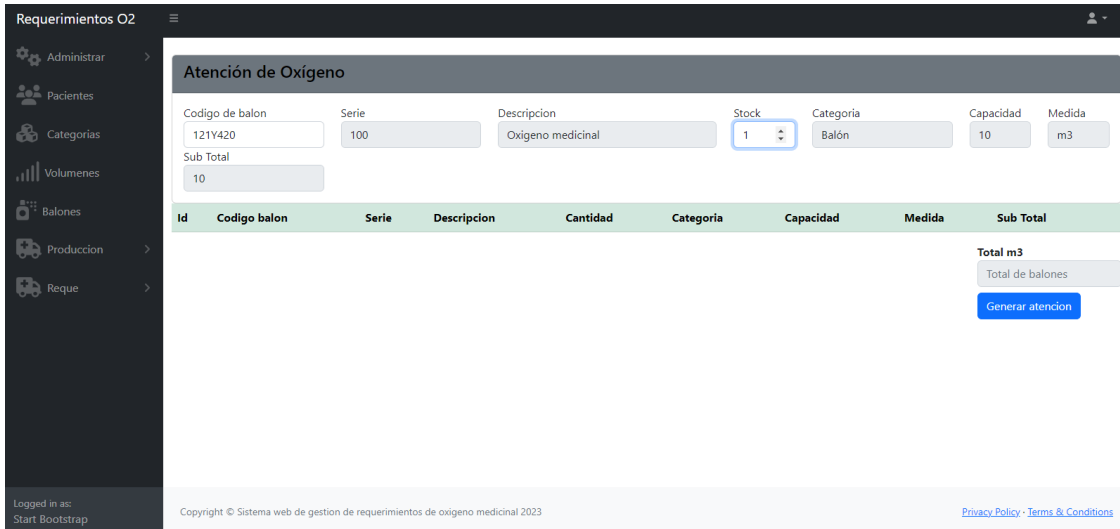 Requerimientos O2
Administrar
Pacientes
Categorias
Volumenes
Balones
Produccion
Reque
Logged in as:
Start Bootstrap
Atención de Oxígeno
Codigo de balon Serie Descripcion Stock Categoria Capacidad Medida
121Y420 100 Oxigeno medicinal 1 Balón 10 m3
Sub Total
10
Id Codigo balon Serie Descripcion Cantidad Categoria Capacidad Medida Sub Total
Total m3
Total de balones
Generar atencion
Copyright © Sistema web de gestion de requerimientos de oxigeno medicinal 2023 Privacy Policy · Terms & Conditions